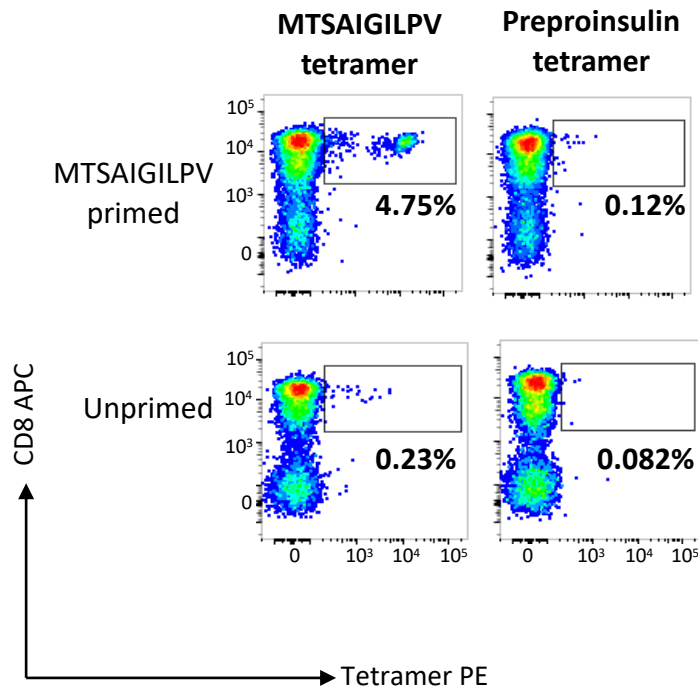 MTSAIGILPV
tetramer
Preproinsulin
tetramer
MTSAIGILPV
primed
10⁵
10⁴
10³
0
4.75%
0.12%
Unprimed
10⁵
10⁴
10³
0
0.23%
0.082%
0 10³ 10⁴ 10⁵
0 10³ 10⁴ 10⁵
CD8 APC
Tetramer PE